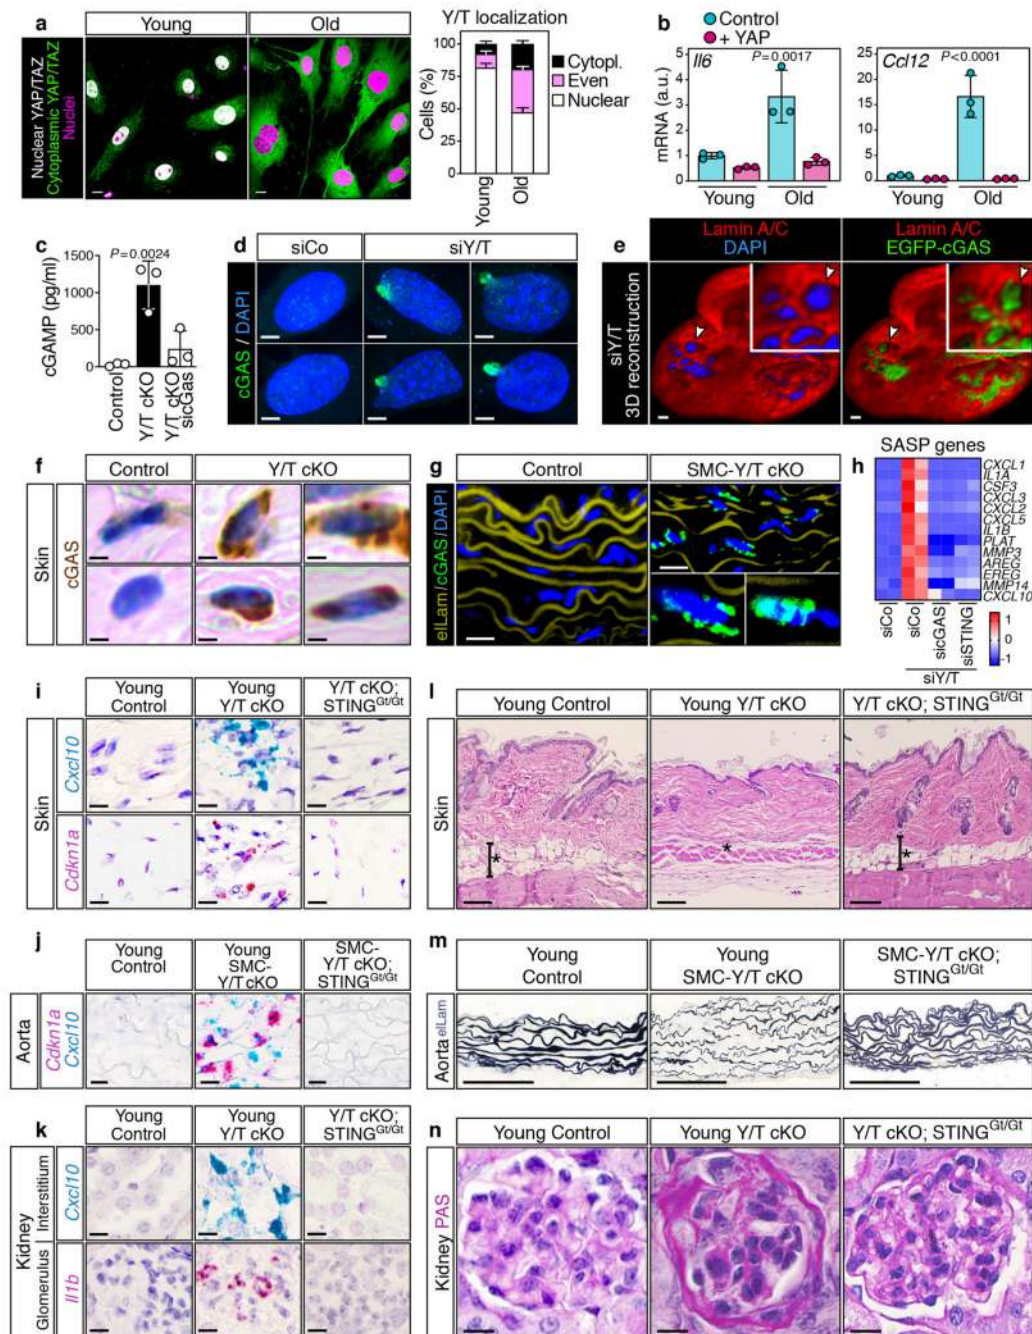 a
Young
Old
Nuclear YAP/TAZ
Cytoplasmic YAP/TAZ
Nuclei
Y/T localization
Cells (%)
100
75
50
25
0
Young
Old
Cytopl.
Even
Nuclear
b
Control
+ YAP
mRNA (a.u.)
Il6
P=0.0017
5
4
3
2
1
0
Young
Old
Ccl12
P<0.0001
25
20
15
10
5
0
Young
Old
c
P=0.0024
cGAMP (pg/ml)
1500
1000
500
0
Control
Y/T cKO
Y/T cKO
sicGas
d
siCo
siY/T
cGAS / DAPI
e
Lamin A/C
DAPI
Lamin A/C
EGFP-cGAS
siY/T
3D reconstruction
f
Control
Y/T cKO
Skin
cGAS
g
Control
SMC-Y/T cKO
elLam/cGAS/DAPI
h
SASP genes
CXCL1
IL1A
CSF3
CXCL3
CXCL2
CXCL5
IL1B
PLAT
MMP3
AREG
EREG
MMP14
CXCL10
siCo
siCo
sicGAS
siSTING
siY/T
1
0
-1
i
Young
Control
Young
Y/T cKO
Y/T cKO;
STING^Gt/Gt
Skin
Cxcl10
Cdkn1a
j
Young
Control
Young
SMC-
Y/T cKO
SMC-
Y/T cKO;
STING^Gt/Gt
Aorta
Cdkn1a
Cxcl10
k
Young
Control
Young
Y/T cKO
Y/T cKO;
STING^Gt/Gt
Kidney
Interstitium
Cxcl10
Glomerulus
Il1b
l
Young Control
Young Y/T cKO
Y/T cKO; STING^Gt/Gt
Skin
*
*
*
m
Young
Control
Young
SMC-Y/T cKO
SMC-Y/T cKO;
STING^Gt/Gt
Aorta elLam
n
Young Control
Young Y/T cKO
Y/T cKO; STING^Gt/Gt
Kidney PAS